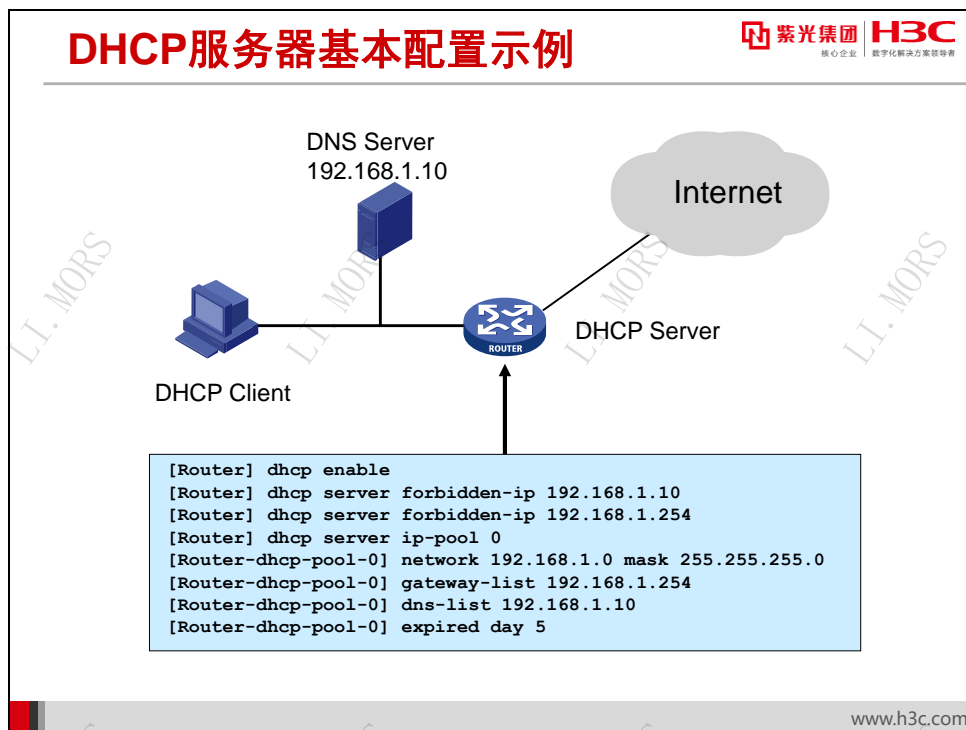 DHCP服务器基本配置示例
紫光集团
核心企业
H3C
数字化解决方案领导者
DNS Server
192.168.1.10
Internet
ROUTER
DHCP Server
DHCP Client
LI. MORS
LI. MORS
LI. MORS
LI. MORS
[Router] dhcp enable
[Router] dhcp server forbidden-ip 192.168.1.10
[Router] dhcp server forbidden-ip 192.168.1.254
[Router] dhcp server ip-pool 0
[Router-dhcp-pool-0] network 192.168.1.0 mask 255.255.255.0
[Router-dhcp-pool-0] gateway-list 192.168.1.254
[Router-dhcp-pool-0] dns-list 192.168.1.10
[Router-dhcp-pool-0] expired day 5
www.h3c.com